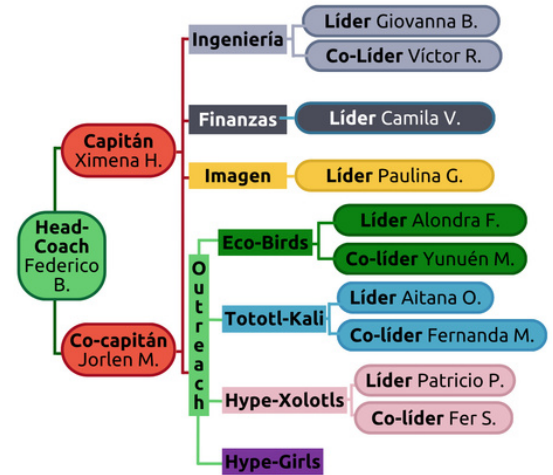 Head-
Coach
Federico
B.
Capitán
Ximena H.
Co-capitán
Jorlen M.
Ingeniería
Líder Giovanna B.
Co-Líder Víctor R.
Finanzas
Líder Camila V.
Imagen
Líder Paulina G.
Outreach
Eco-Birds
Líder Alondra F.
Co-líder Yunuén M.
Tototl-Kali
Líder Aitana O.
Co-líder Fernanda M.
Hype-Xolotls
Líder Patricio P.
Co-líder Fer S.
Hype-Girls